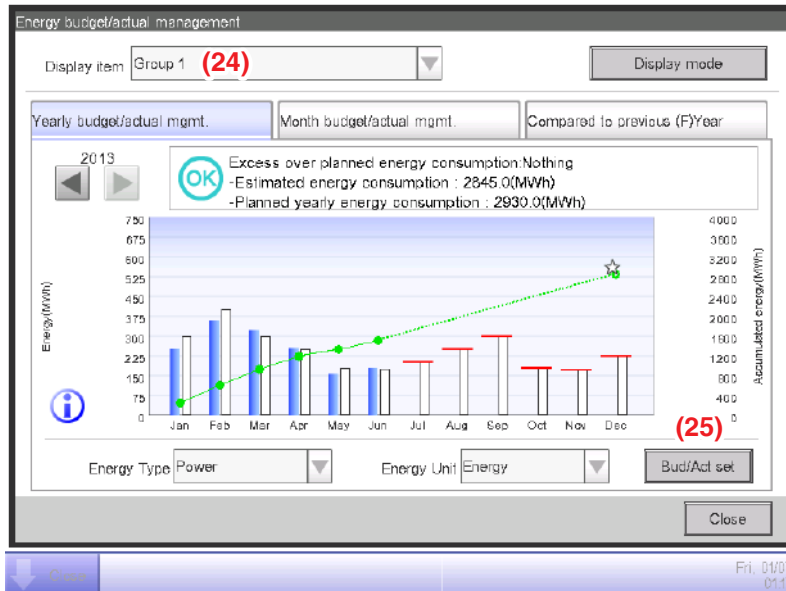 Energy budget/actual management
Display item Group 1 (24) Display mode
Yearly budget/actual mgmt. Month budget/actual mgmt. Compared to previous (F)Year
2013
OK
Excess over planned energy consumption:Nothing
-Estimated energy consumption : 2845.0(MWh)
-Planned yearly energy consumption : 2930.0(MWh)
750 4000
675 3600
600 3200
525 2800
450 2400
375 2000
300 1600
225 1200
150 800
75 400
0 0
Energy(MWh)
Accumulated energy(MWh)
Jan Feb Mar Apr May Jun Jul Aug Sep Oct Nov Dec
(25)
Energy Type Power Energy Unit Energy Bud/Act set
Close
Close
Fri, 01/0